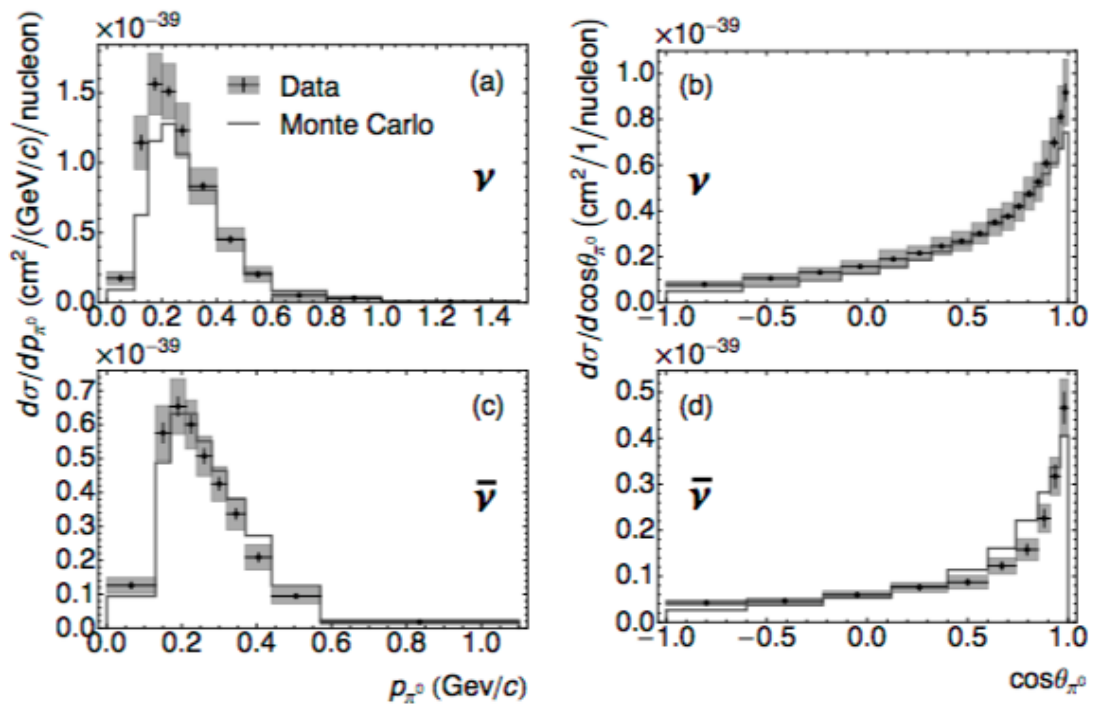 ×10−39
dσ/dpπ0 (cm2/(GeV/c)/nucleon)
1.5
1.0
0.5
0.0
0.0 0.2 0.4 0.6 0.8 1.0 1.2 1.4
Data
Monte Carlo
(a)
ν
×10−39
dσ/dcosθπ0 (cm2/1/nucleon)
1.0
0.8
0.6
0.4
0.2
0.0
−1.0 −0.5 0.0 0.5 1.0
(b)
ν
×10−39
0.7
0.6
0.5
0.4
0.3
0.2
0.1
0.0
0.0 0.2 0.4 0.6 0.8 1.0
(c)
ν̄
pπ0 (Gev/c)
×10−39
0.5
0.4
0.3
0.2
0.1
0.0
−1.0 −0.5 0.0 0.5 1.0
(d)
ν̄
cosθπ0